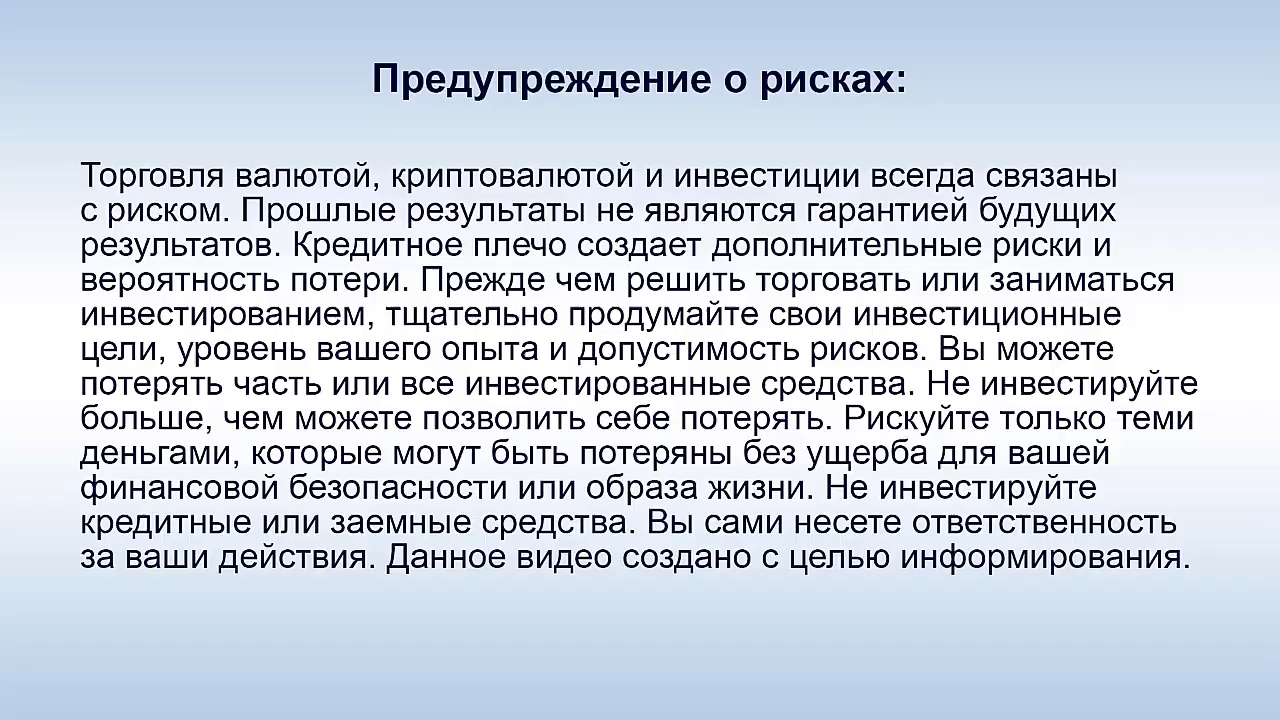 Предупреждение о рисках:
Торговля валютой, криптовалютой и инвестиции всегда связаны
с риском. Прошлые результаты не являются гарантией будущих
результатов. Кредитное плечо создает дополнительные риски и
вероятность потери. Прежде чем решить торговать или заниматься
инвестированием, тщательно продумайте свои инвестиционные
цели, уровень вашего опыта и допустимость рисков. Вы можете
потерять часть или все инвестированные средства. Не инвестируйте
больше, чем можете позволить себе потерять. Рискуйте только теми
деньгами, которые могут быть потеряны без ущерба для вашей
финансовой безопасности или образа жизни. Не инвестируйте
кредитные или заемные средства. Вы сами несете ответственность
за ваши действия. Данное видео создано с целью информирования.